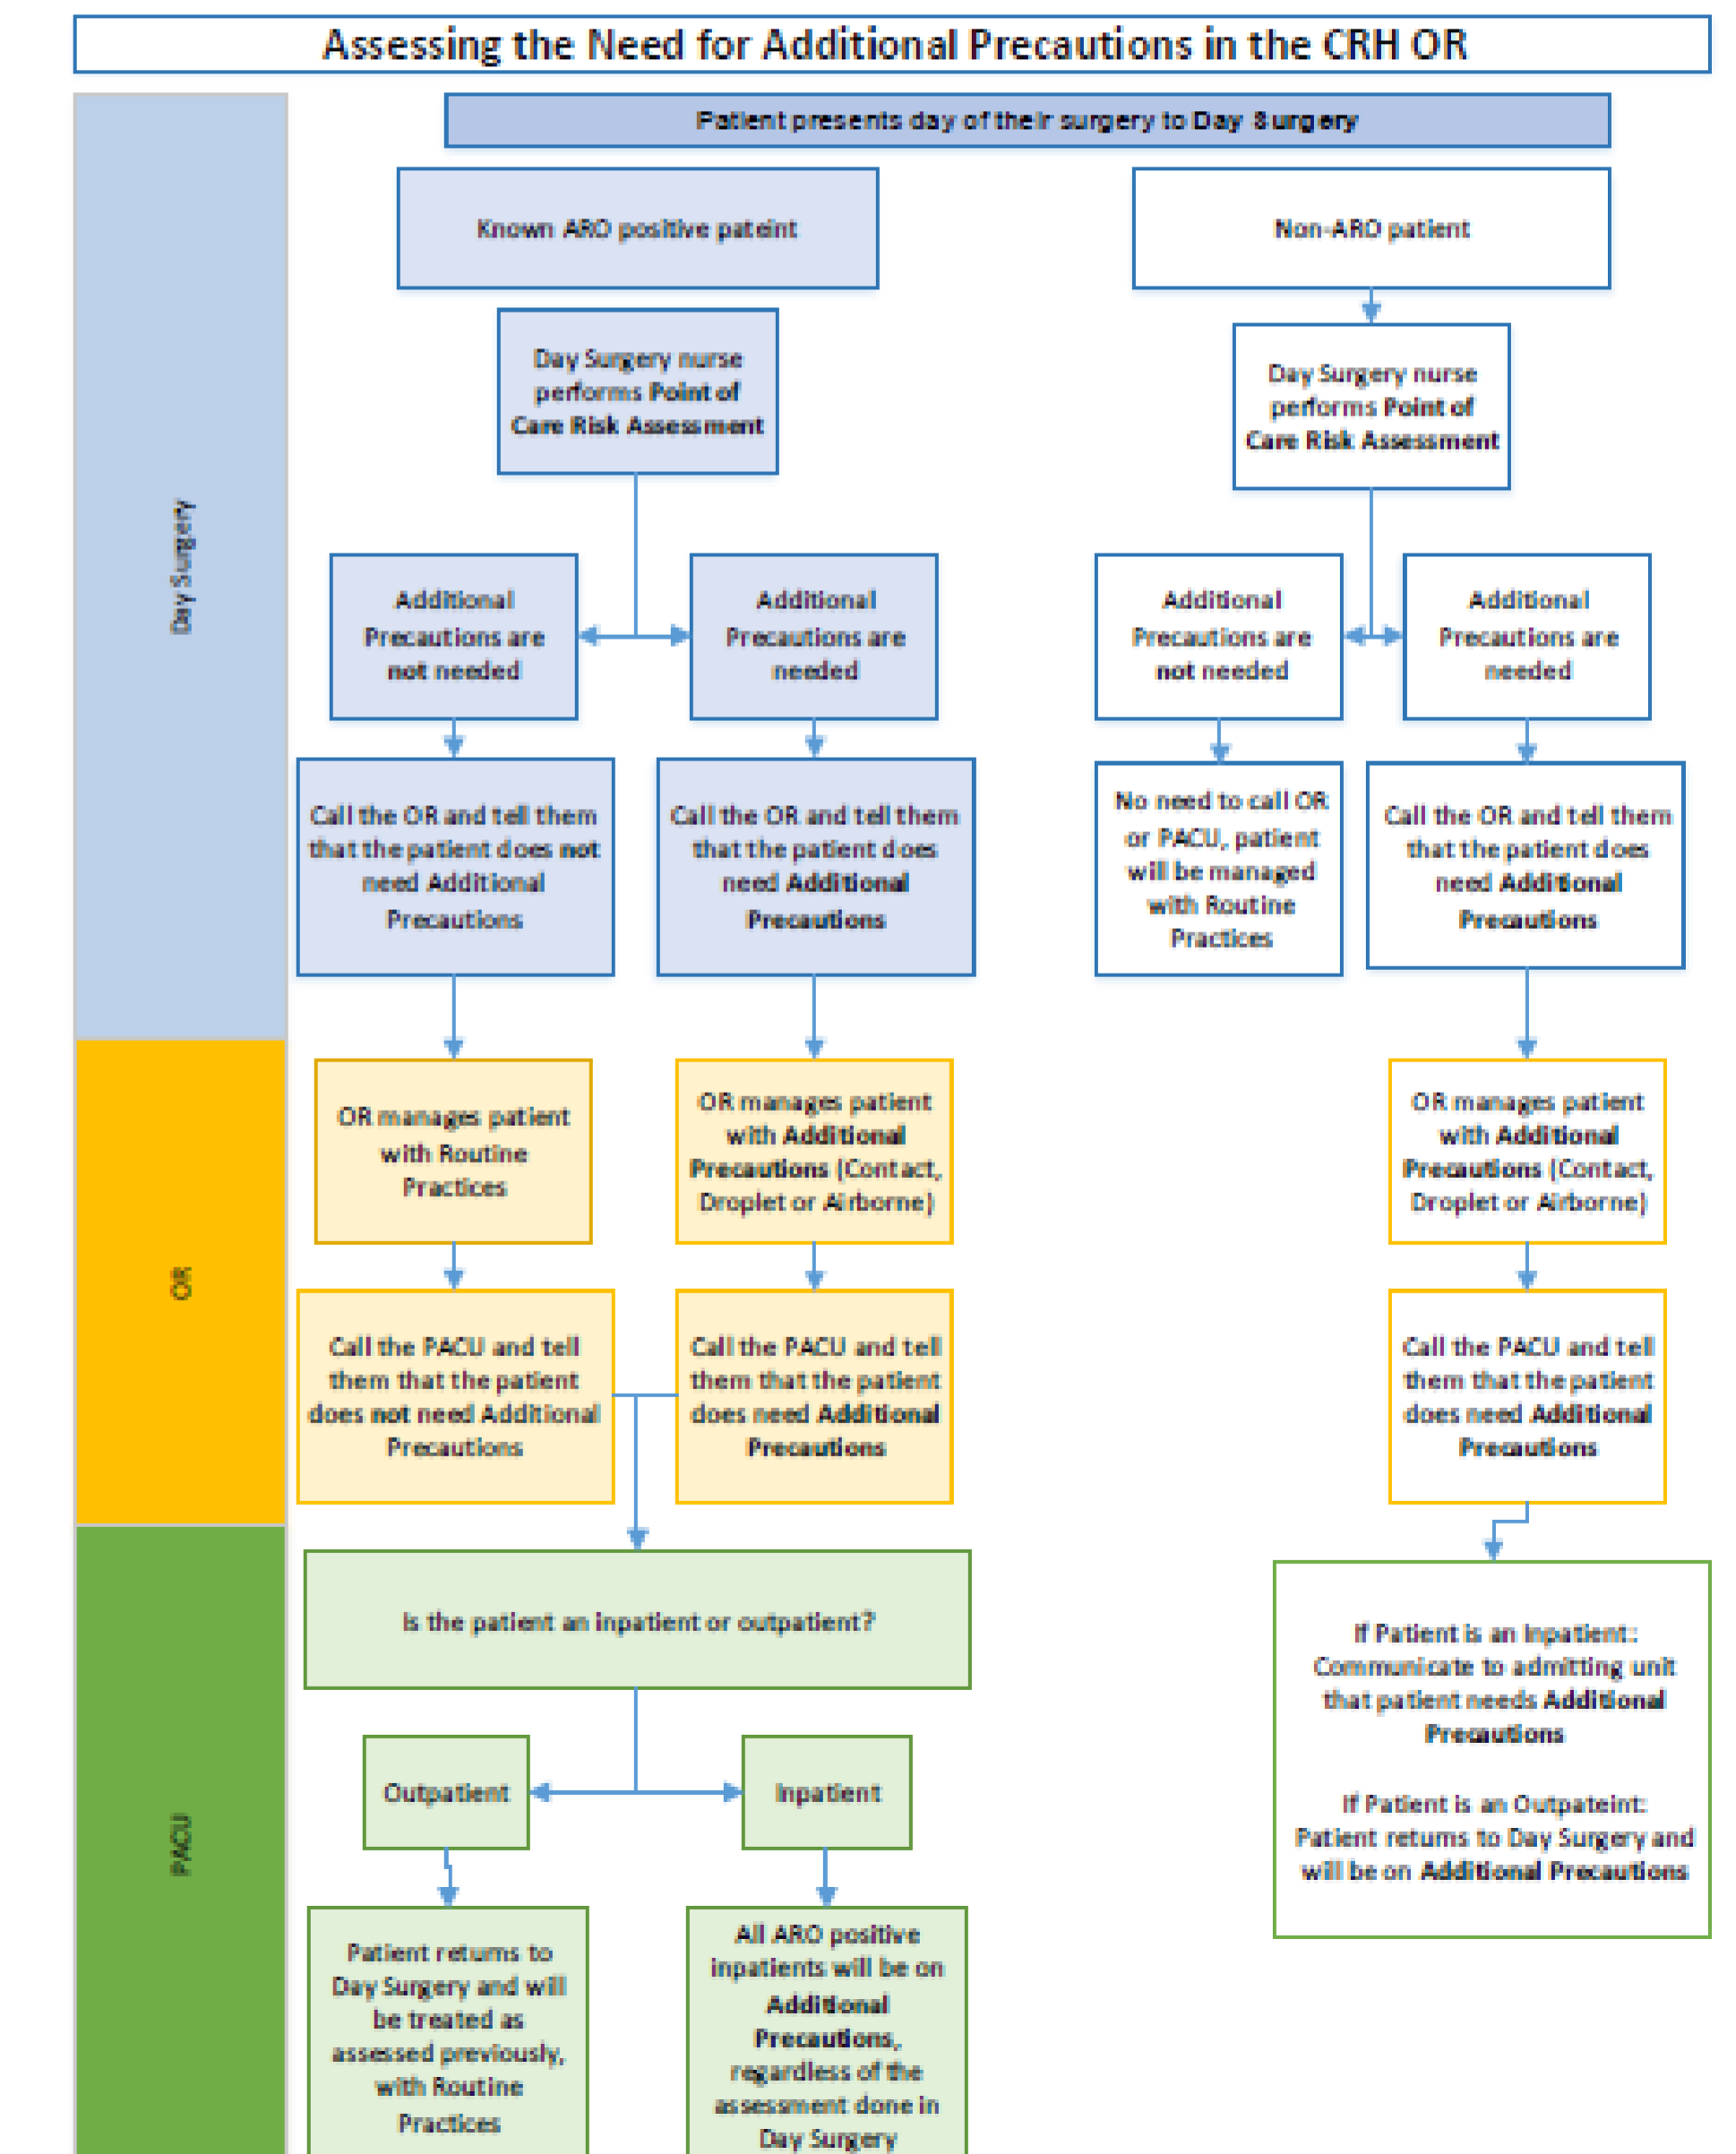 Assessing the Need for Additional Precautions in the CRH OR
Patient presents day of their surgery to Day Surgery
Known ARO positive pateint
Non-ARO patient
Day Surgery nurse
performs Point of
Care Risk Assessment
Day Surgery nurse
performs Point of
Care Risk Assessment
Day Surgery
Additional
Precautions are
not needed
Additional
Precautions are
needed
Additional
Precautions are
not needed
Additional
Precautions are
needed
Call the OR and tell them
that the patient does not
need Additional
Precautions
Call the OR and tell them
that the patient does
need Additional
Precautions
No need to call OR
or PACU, patient
will be managed
with Routine
Practices
Call the OR and tell them
that the patient does
need Additional
Precautions
OR
OR manages patient
with Routine
Practices
OR manages patient
with Additional
Precautions (Contact,
Droplet or Airborne)
OR manages patient
with Additional
Precautions (Contact,
Droplet or Airborne)
Call the PACU and tell
them that the patient
does not need Additional
Precautions
Call the PACU and tell
them that the patient
does need Additional
Precautions
Call the PACU and tell
them that the patient
does need Additional
Precautions
PACU
Is the patient an inpatient or outpatient?
Outpatient
Inpatient
If Patient is an Inpatient:
Communicate to admitting unit
that patient needs Additional
Precautions
If Patient is an Outpateint:
Patient returns to Day Surgery and
will be on Additional Precautions
Patient returns to
Day Surgery and will
be treated as
assessed previously,
with Routine
Practices
All ARO positive
inpatients will be on
Additional
Precautions,
regardless of the
assessment done in
Day Surgery